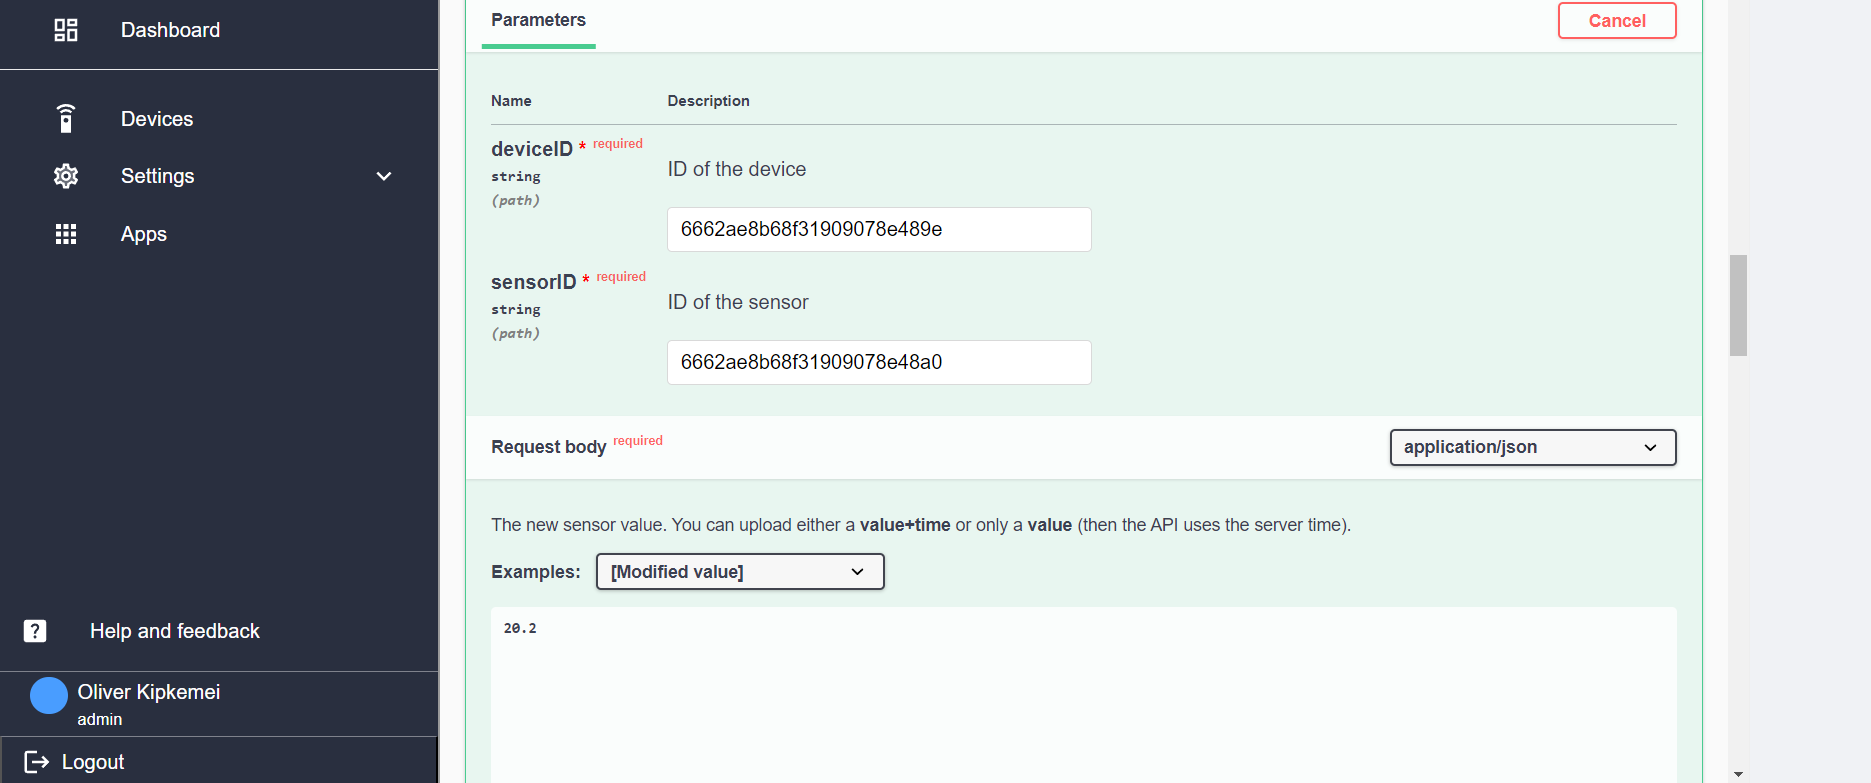 Dashboard
Devices
Settings
Apps
? Help and feedback
Oliver Kipkemei
admin
Logout
Parameters
Cancel
Name Description
deviceID * required
string
(path)
ID of the device
6662ae8b68f31909078e489e
sensorID * required
string
(path)
ID of the sensor
6662ae8b68f31909078e48a0
Request body required
application/json
The new sensor value. You can upload either a value+time or only a value (then the API uses the server time).
Examples: [Modified value]
20.2